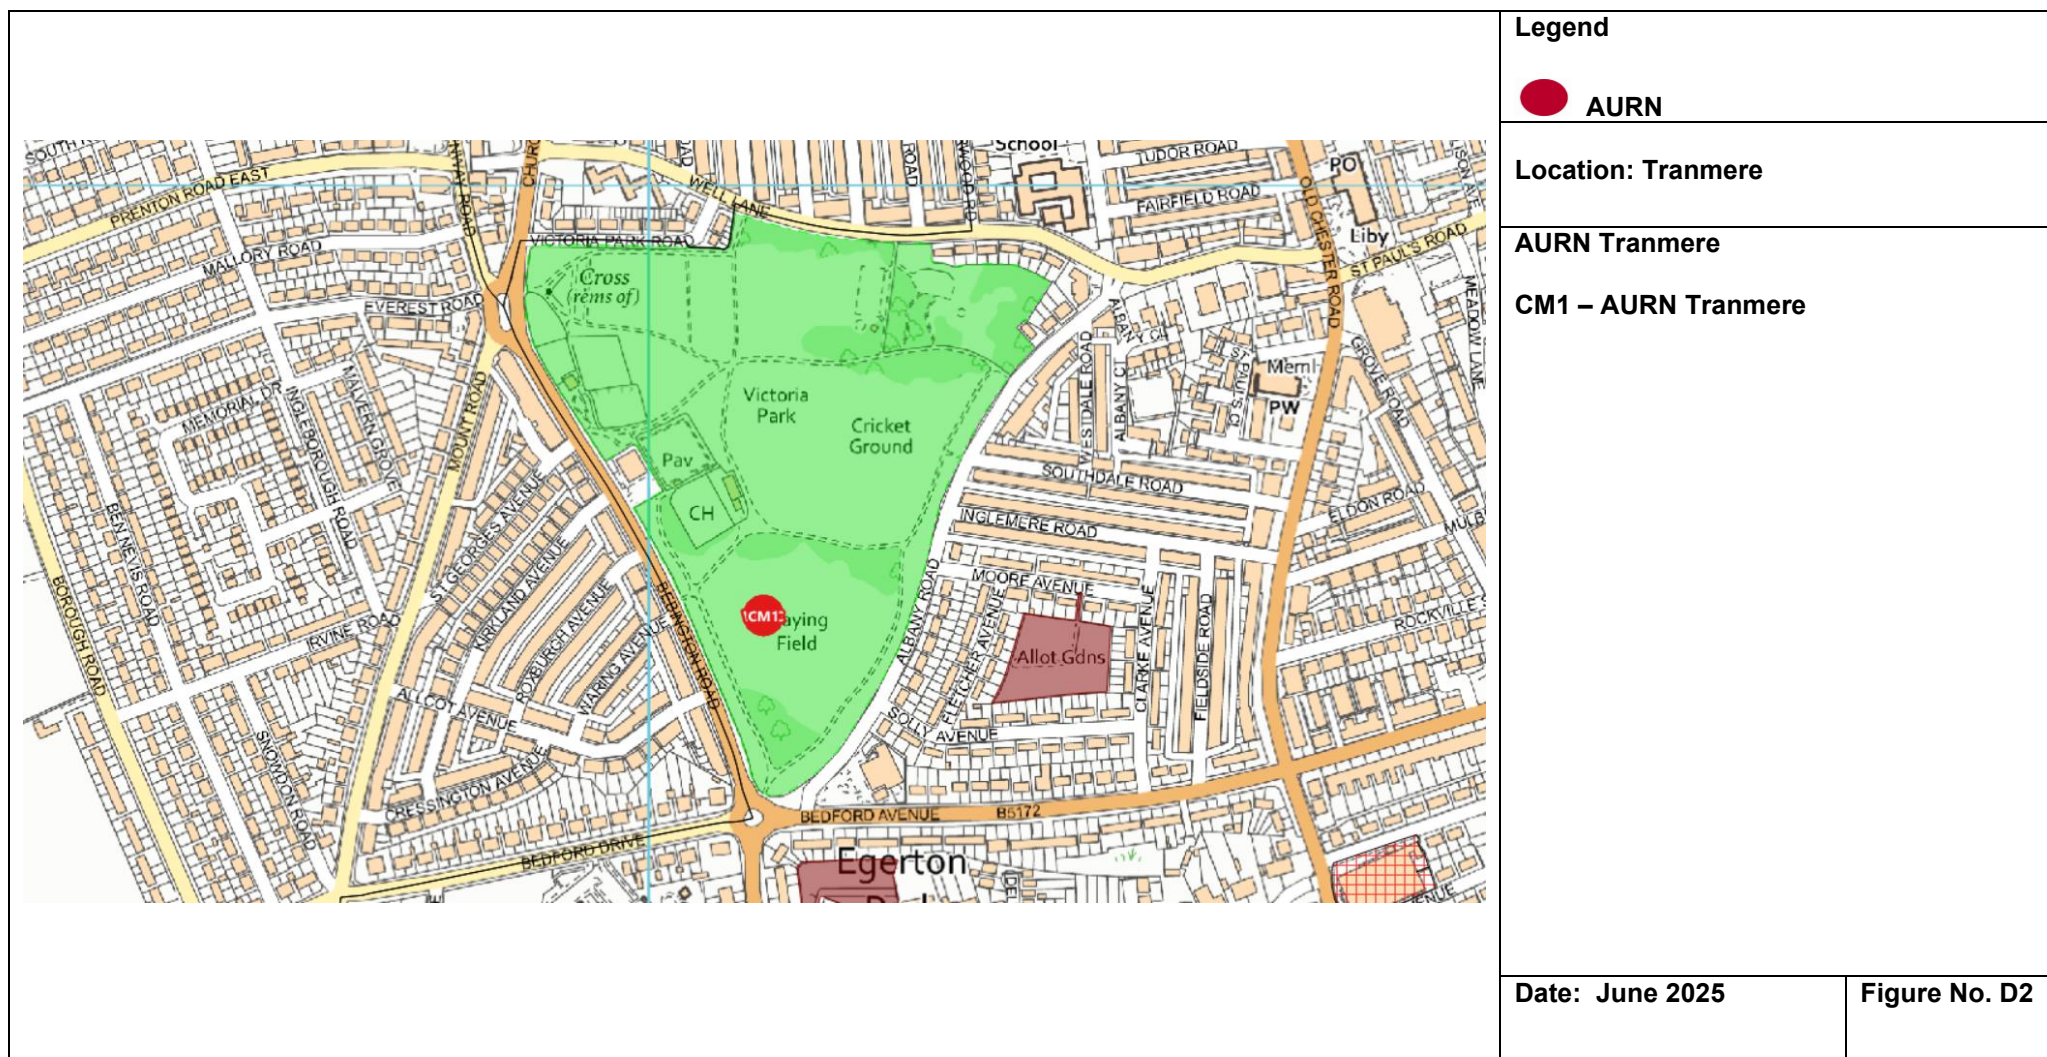 PRENTON ROAD EAST
MALLORY ROAD
EVEREST ROAD
VICTORIA PARK ROAD
WELL LANE
ROAD
School
TUDOR ROAD
FAIRFIELD ROAD
PO
Liby
OLD CHESTER ROAD
ST PAUL'S ROAD
MEADOW LANE
Cross
(rems of)
Victoria
Park
Cricket
Ground
Pav
CH
CM1
aying
Field
MEMORIAL DR
INGLEBOROUGH ROAD
MALVERN GROVE
MOUNT ROAD
BEN NEVIS ROAD
BOROUGH ROAD
IRVINE ROAD
SNOWDON ROAD
ST GEORGES AVENUE
KIRKLAND AVENUE
ROXBURGH AVENUE
WARING AVENUE
ALLCOT AVENUE
CRESSINGTON AVENUE
BEBINGTON ROAD
BEDFORD DRIVE
ALBANY ROAD
WESTDALE ROAD
Meml
PW
GROVE ROAD
SOUTHDALE ROAD
INGLEMERE ROAD
ELDON ROAD
MOORE AVENUE
FLETCHER AVENUE
Allot Gdns
CLARKE AVENUE
FIELDSIDE ROAD
ROCKVILLE S
SOLLY AVENUE
BEDFORD AVENUE
B5172
Egerton
Legend
AURN
Location: Tranmere
AURN Tranmere
CM1 – AURN Tranmere
Date: June 2025
Figure No. D2